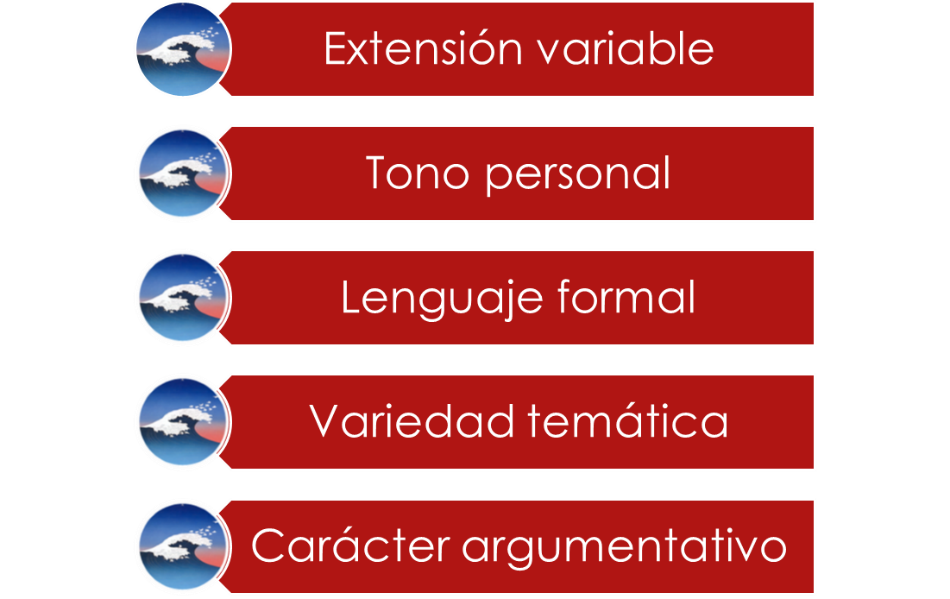 Extensión variable
Tono personal
Lenguaje formal
Variedad temática
Carácter argumentativo